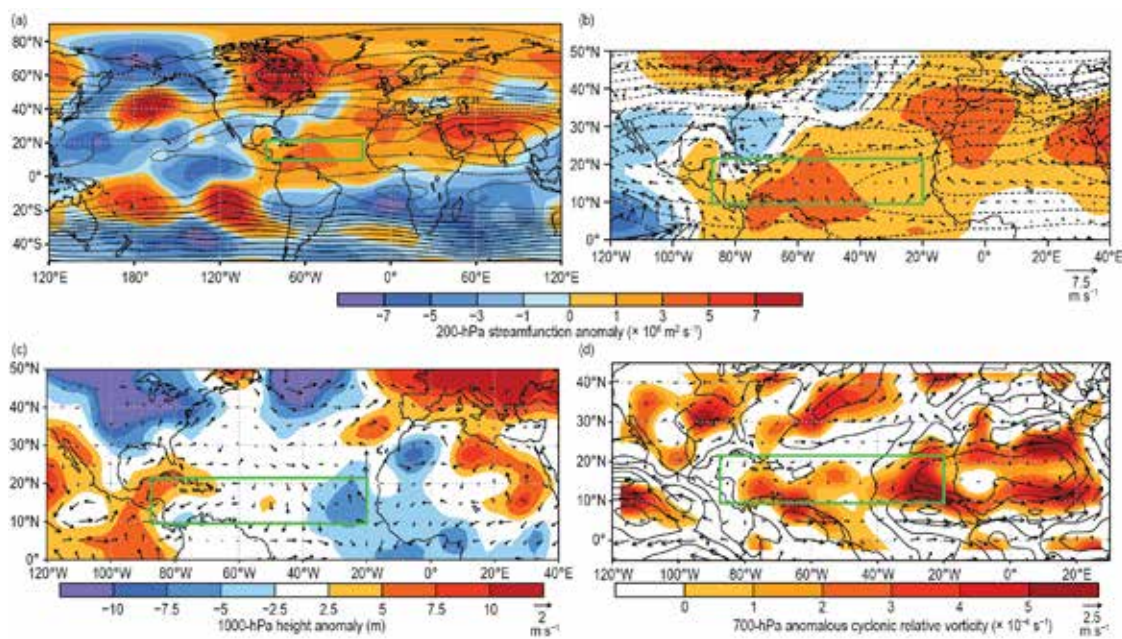 (a)
80°N
60°N
40°N
20°N
0°N
20°S
40°S
120°E 180° 120°W 60°W 0° 60°E 120°E
(b)
50°N
40°N
30°N
20°N
10°N
0°
120°W 100°W 80°W 60°W 40°W 20°W 0° 20°E 40°E
7.5
m s⁻¹
−7 −5 −3 −1 0 1 3 5 7
200-hPa streamfunction anomaly (× 10⁶ m² s⁻¹)
(c)
50°N
40°N
30°N
20°N
10°N
0°
120°W 100°W 80°W 60°W 40°W 20°W 0° 20°E 40°E
−10 −7.5 −5 −2.5 2.5 5 7.5 10
2
m s⁻¹
1000-hPa height anomaly (m)
(d)
40°N
30°N
20°N
10°N
0°N
120°W 100°W 80°W 60°W 40°W 20°W 0° 20°E
0 1 2 3 4 5
2.5
m s⁻¹
700-hPa anomalous cyclonic relative vorticity (× 10⁻⁶ s⁻¹)